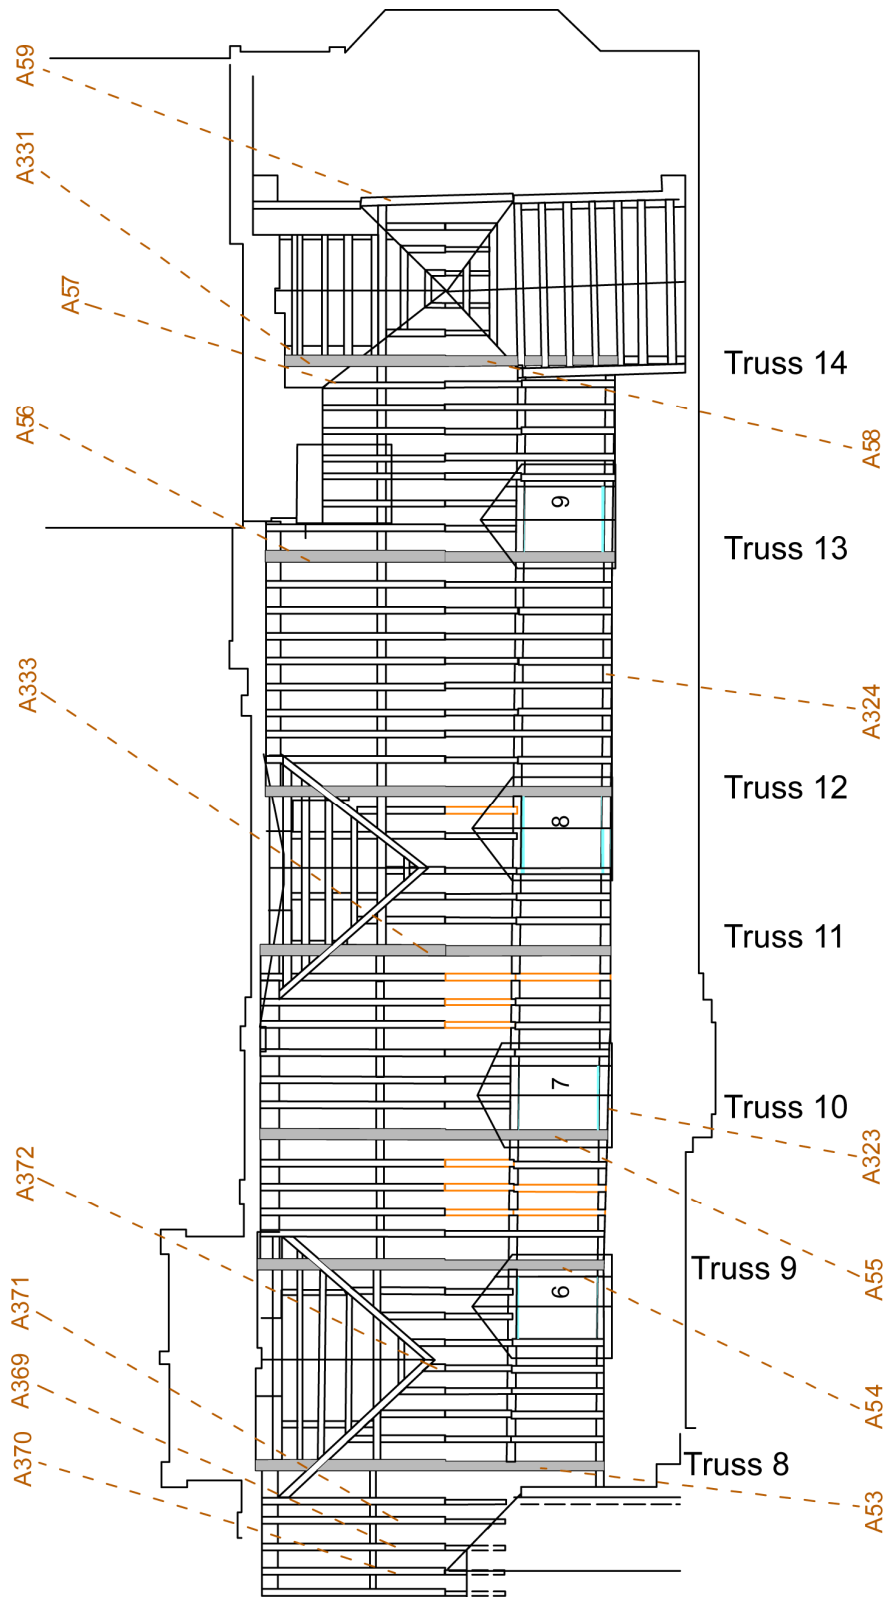 A59
A331
A57
Truss 14
A56
A58
9
Truss 13
A333
A324
Truss 12
8
Truss 11
7
Truss 10
A323
A372
Truss 9
A55
6
A371
A369
A54
A370
Truss 8
A53